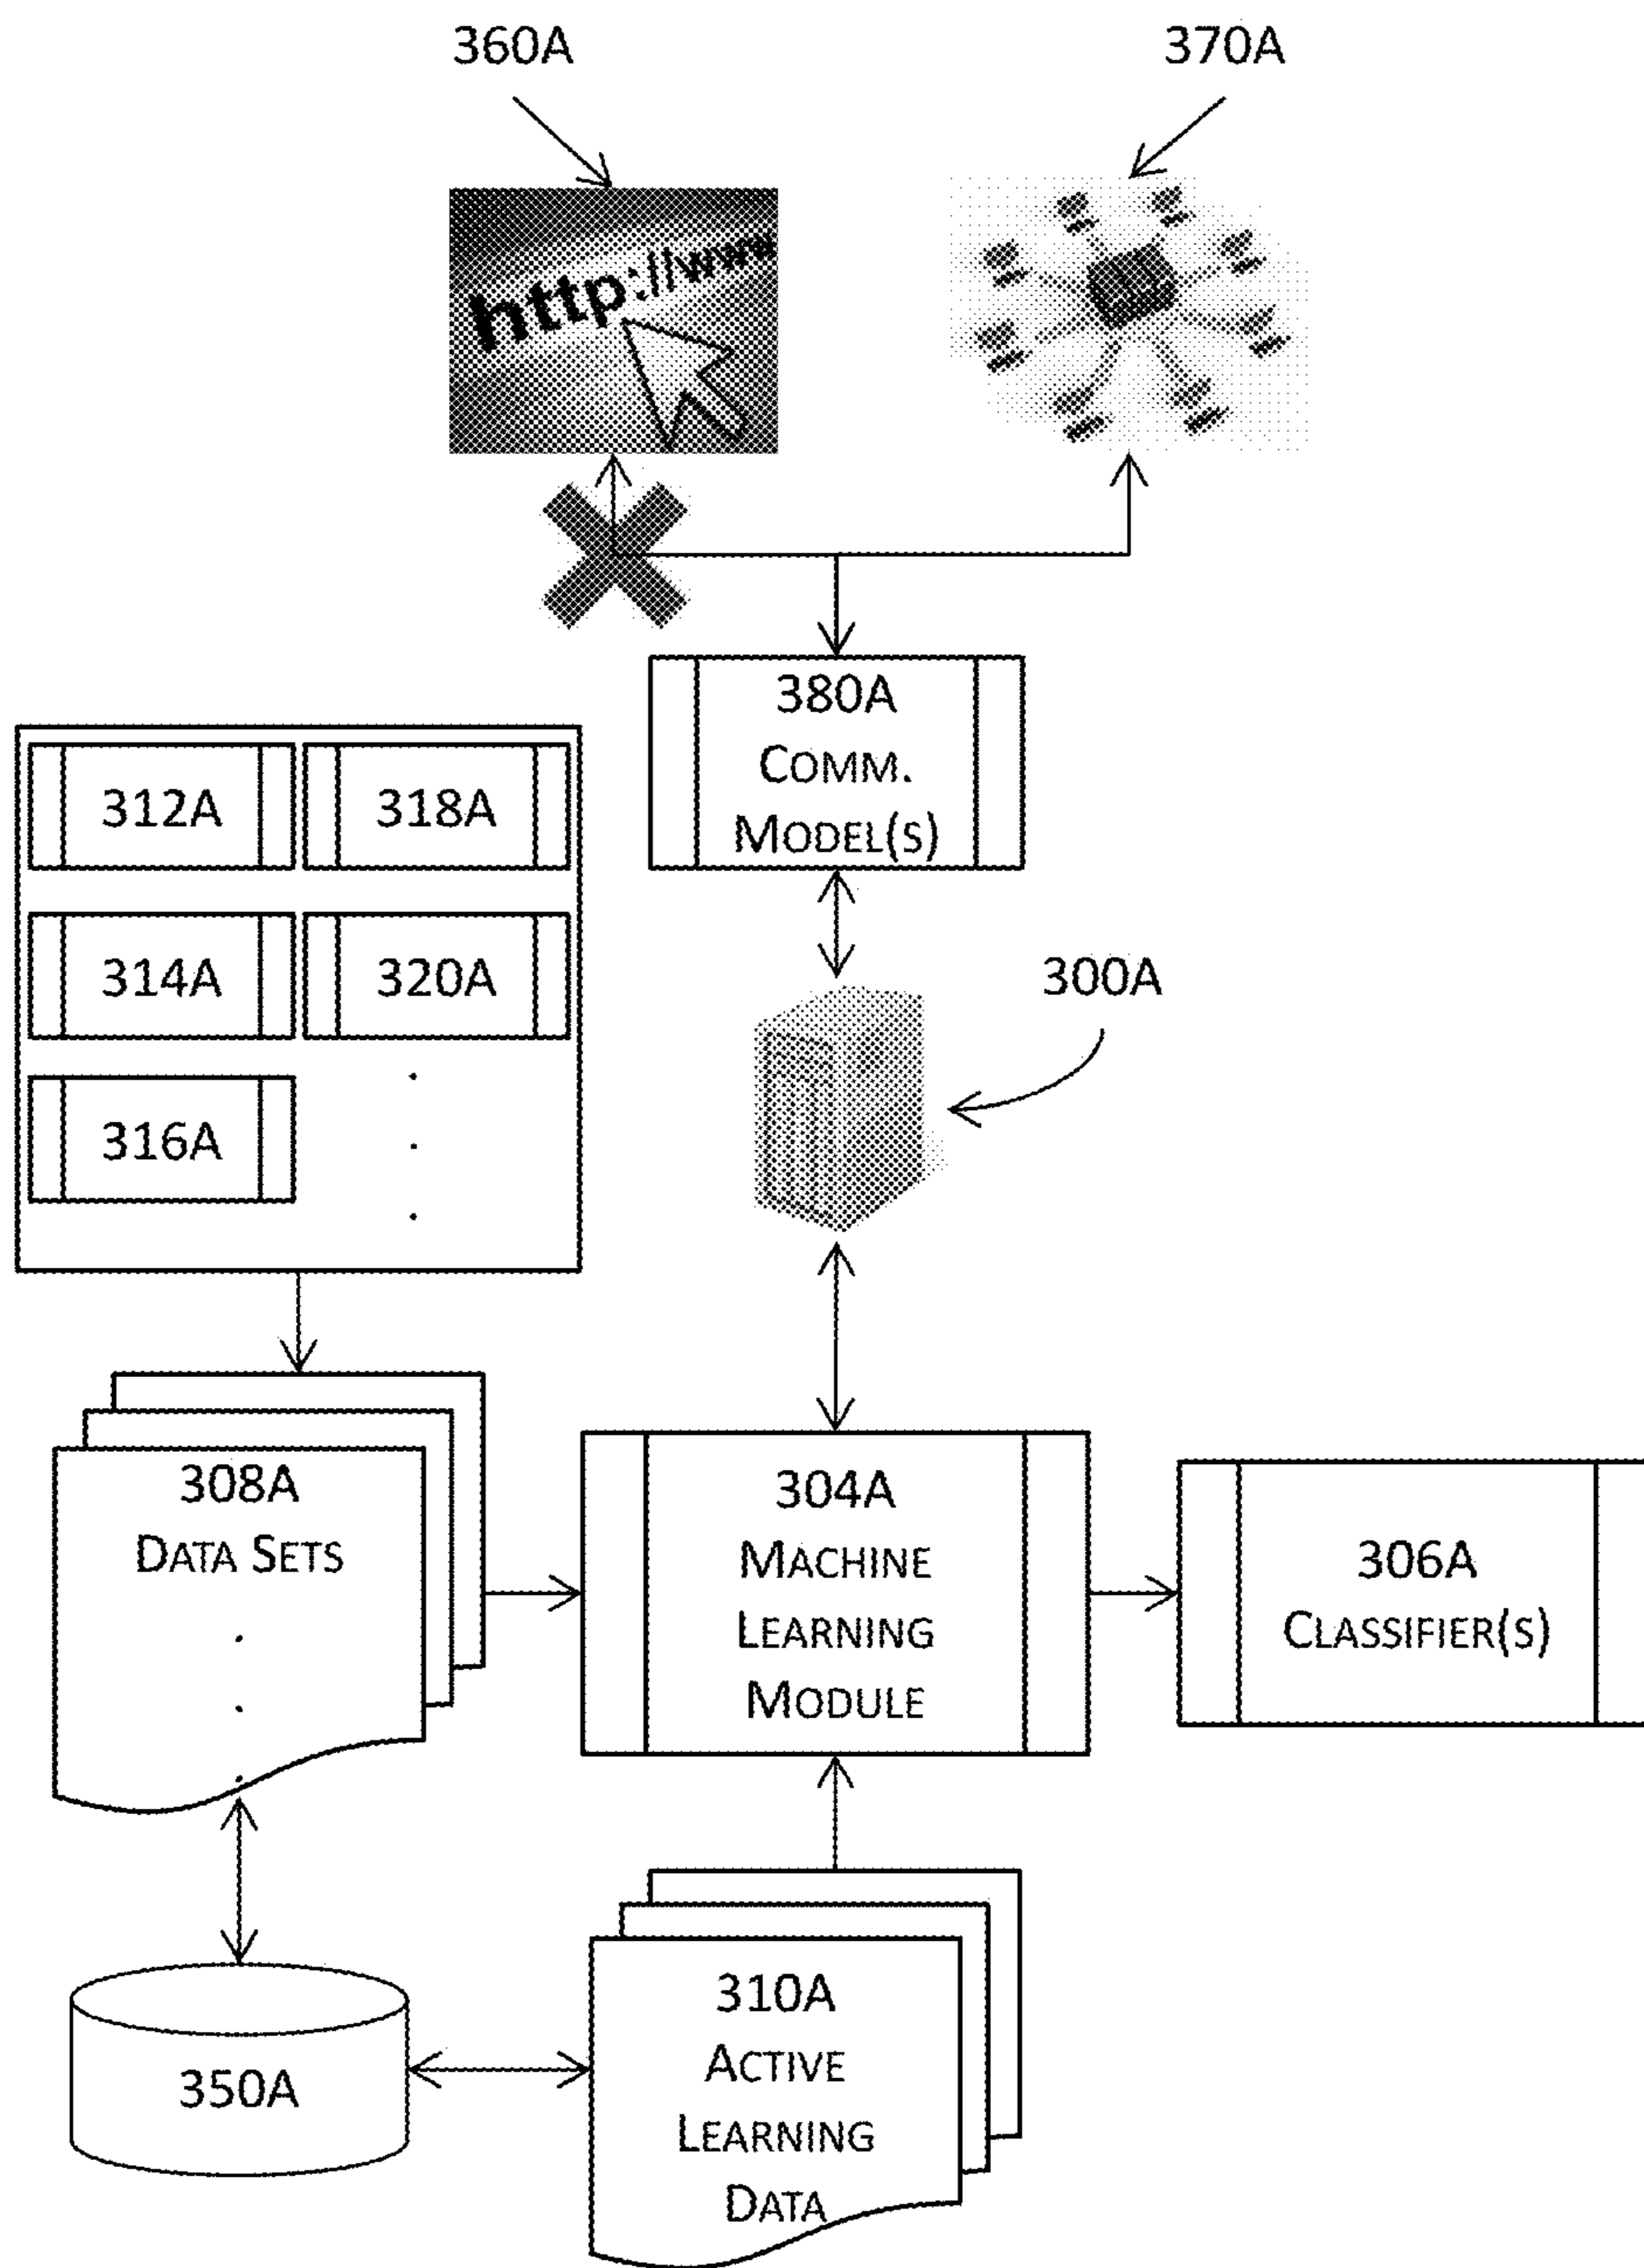 360A
370A
http://www
380A
COMM.
MODEL(S)
312A
318A
314A
320A
300A
316A
308A
DATA SETS
304A
MACHINE
LEARNING
MODULE
306A
CLASSIFIER(S)
310A
ACTIVE
LEARNING
DATA
350A